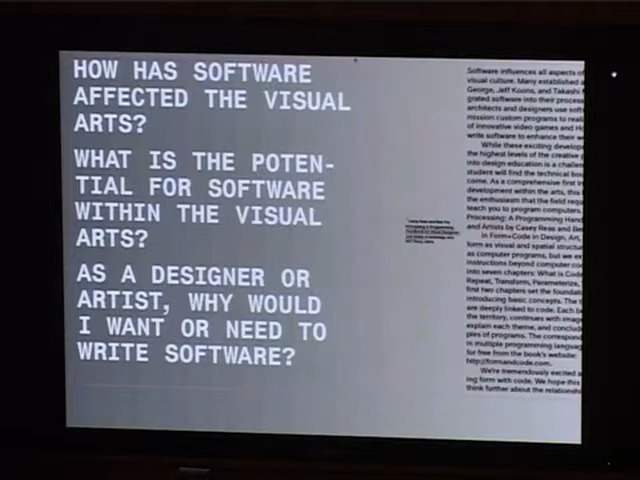 HOW HAS SOFTWARE
AFFECTED THE VISUAL
ARTS?
WHAT IS THE POTEN-
TIAL FOR SOFTWARE
WITHIN THE VISUAL
ARTS?
AS A DESIGNER OR
ARTIST, WHY WOULD
I WANT OR NEED TO
WRITE SOFTWARE?
Software influences all aspects of
visual culture. Many established a
George, Jeff Koons, and Takashi
grated software into their process
architects and designers use soft
mission custom programs to reali
of innovative video games and Ho
write software to enhance their w
While these exciting develop
the highest levels of the creative
into design education is a challen
student will find the technical bou
come. As a comprehensive first in
development within the arts, this
the enthusiasm that the field requ
teach you to program computers.
Processing: A Programming Hand
and Artists by Casey Reas and Ben
In Form+Code in Design, Art,
form as visual and spatial structu
as computer programs, but we ex
instructions beyond computer co
into seven chapters: What is Code
Repeat, Transform, Parameterize,
first two chapters set the foundat
introducing basic concepts. The
are deeply linked to code. Each b
the territory, continues with image
explain each theme, and conclude
ples of programs. The correspond
in multiple programming languag
for free from the book's website:
http://formandcode.com.
We're tremendously excited a
ing form with code. We hope this
think further about the relationsh